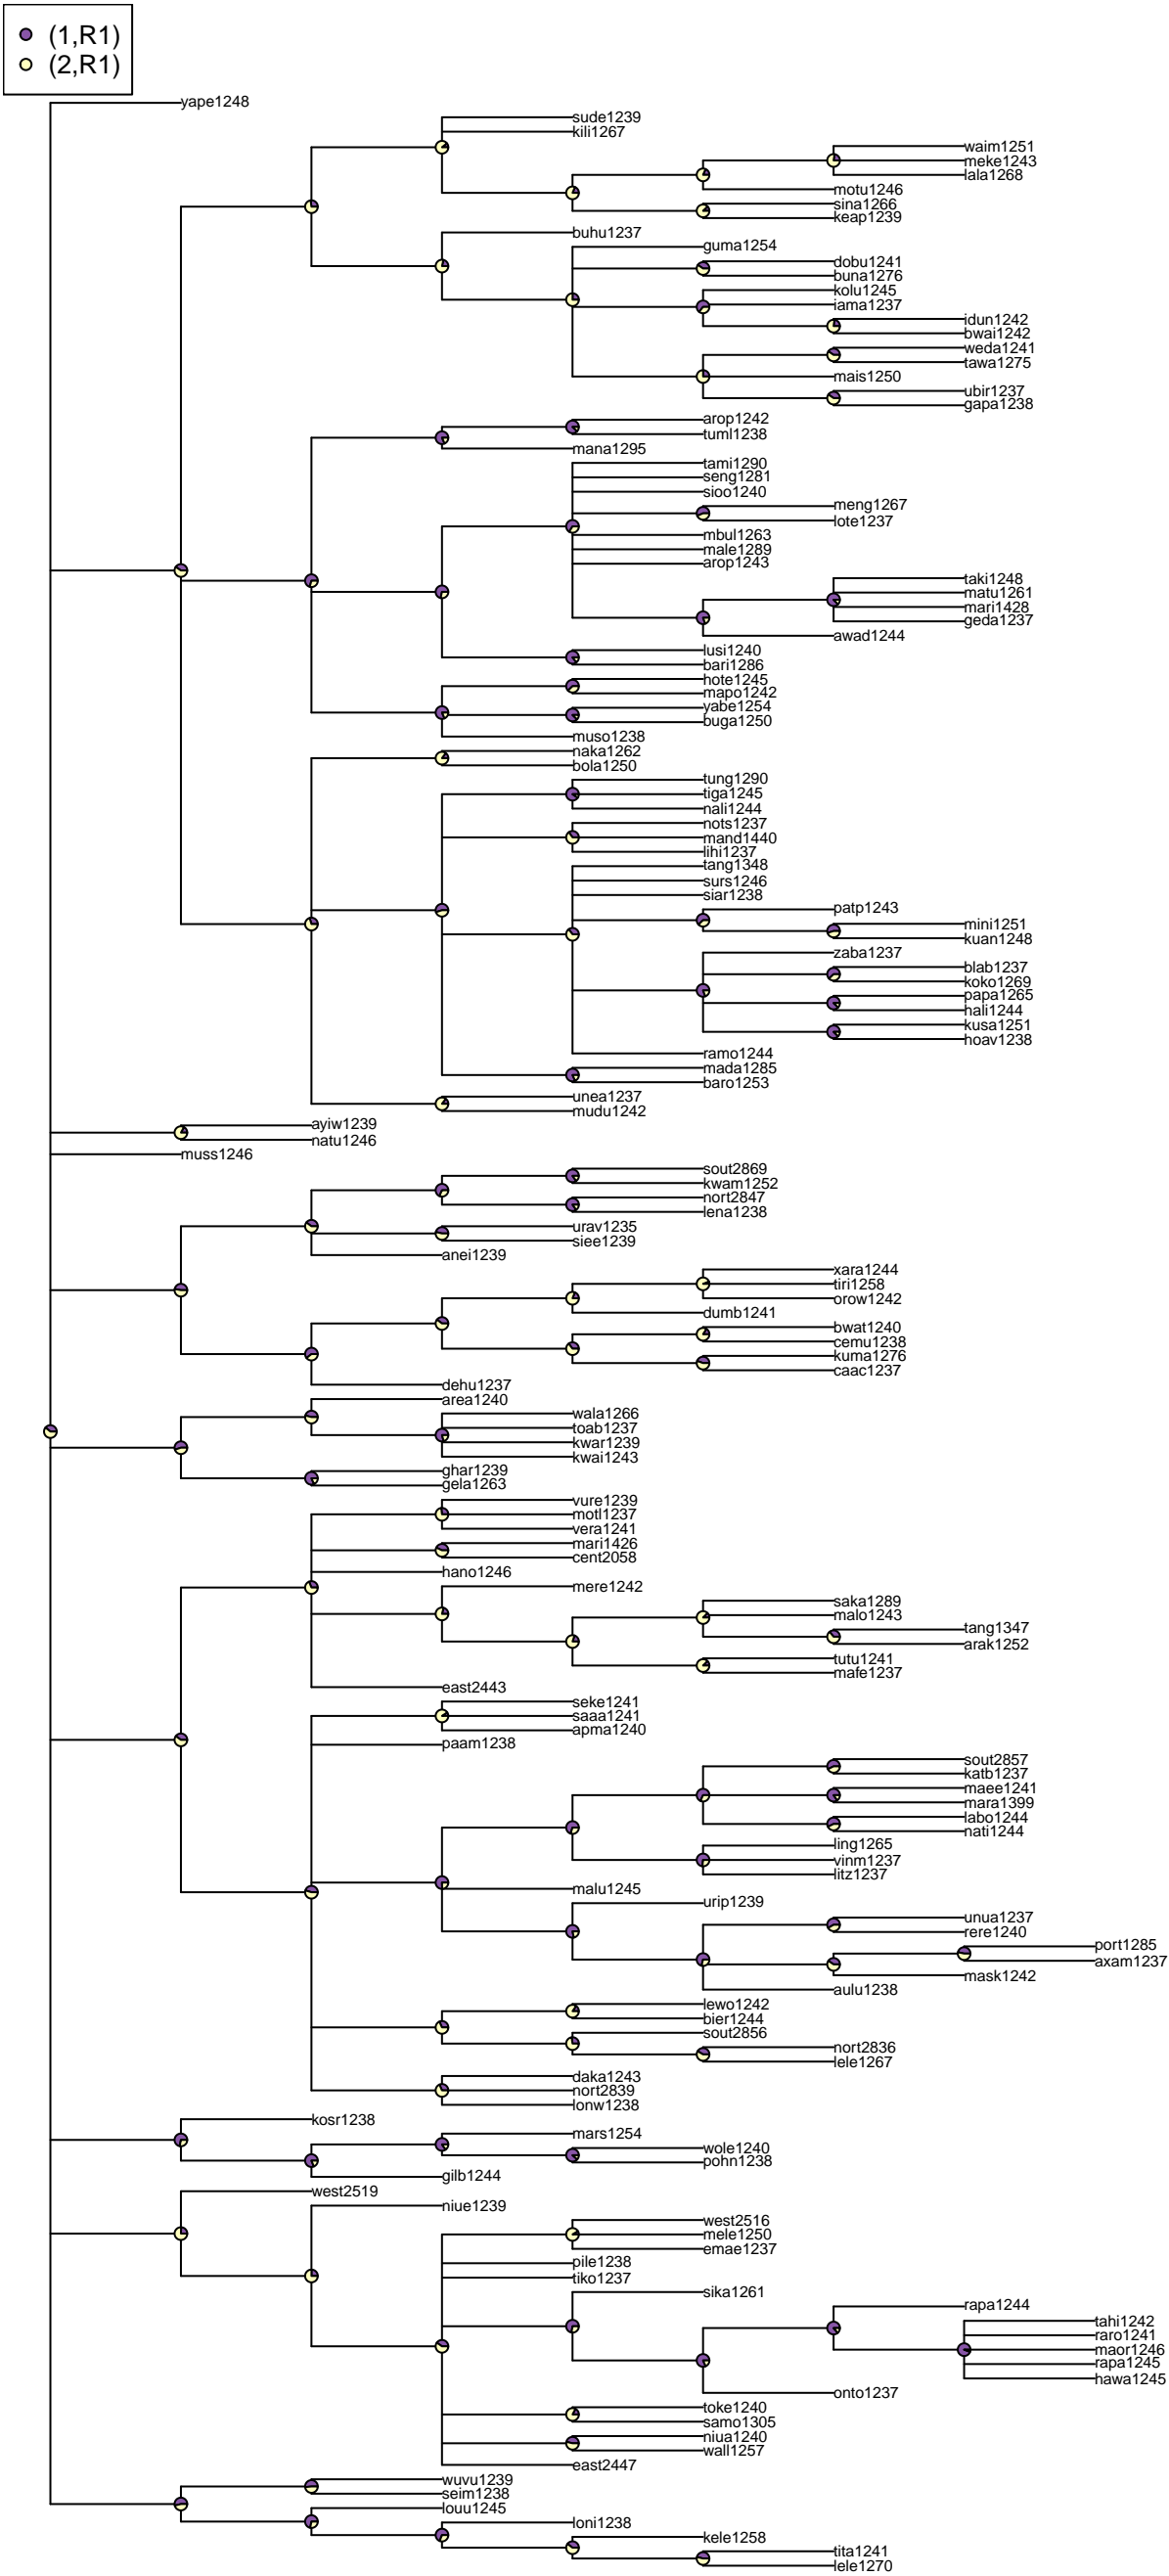 (1,R1)
(2,R1)
yape1248
sude1239
kili1267
waim1251
meke1243
lala1268
motu1246
sina1266
keap1239
buhu1237
guma1254
dobu1241
buna1276
kolu1245
iama1237
idun1242
bwai1242
weda1241
tawa1275
mais1250
ubir1237
gapa1238
arop1242
tuml1238
mana1295
tami1290
seng1281
sioo1240
meng1267
lote1237
mbul1263
male1289
arop1243
taki1248
matu1261
mari1428
geda1237
awad1244
lusi1240
bari1286
hote1245
mapo1242
yabe1254
buga1250
muso1238
naka1262
bola1250
tung1290
tiga1245
nali1244
nots1237
mand1440
lihi1237
tang1348
surs1246
siar1238
patp1243
mini1251
kuan1248
zaba1237
blab1237
koko1269
papa1265
hali1244
kusa1251
hoav1238
ramo1244
mada1285
baro1253
unea1237
mudu1242
ayiw1239
natu1246
muss1246
sout2869
kwam1252
nort2847
lena1238
urav1235
siee1239
anei1239
xara1244
tiri1258
orow1242
dumb1241
bwat1240
cemu1238
kuma1276
caac1237
dehu1237
area1240
wala1266
toab1237
kwar1239
kwai1243
ghar1239
gela1263
vure1239
motl1237
vera1241
mari1426
cent2058
hano1246
mere1242
saka1289
malo1243
tang1347
arak1252
tutu1241
mafe1237
east2443
seke1241
saaa1241
apma1240
paam1238
sout2857
katb1237
maee1241
mara1399
labo1244
nati1244
ling1265
vinm1237
litz1237
malu1245
urip1239
unua1237
rere1240
port1285
axam1237
mask1242
aulu1238
lewo1242
bier1244
sout2856
nort2836
lele1267
daka1243
nort2839
lonw1238
kosr1238
mars1254
wole1240
pohn1238
gilb1244
west2519
niue1239
west2516
mele1250
emae1237
pile1238
tiko1237
sika1261
rapa1244
tahi1242
raro1241
maor1246
rapa1245
hawa1245
onto1237
toke1240
samo1305
niua1240
wall1257
east2447
wuvu1239
seim1238
louu1245
loni1238
kele1258
tita1241
lele1270